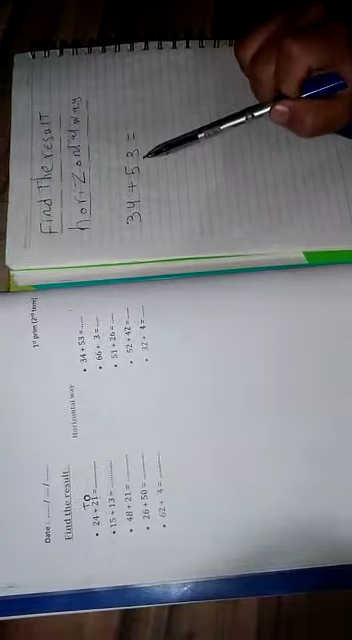 Find The result
horizontal way
34 + 53 =
1st prim (2nd term)
Date : ...../ ..../ ......
Horizontal way
Find the result.
TO
• 24 + 21 = ..........
• 15 + 13 = ..........
• 48 + 21 = ..........
• 26 + 50 = ..........
• 62 + 4 = ..........
• 34 + 53 = .....
• 66 + 3 = .....
• 51 + 26 = .....
• 52 + 42 = .....
• 32 + 4 = .....